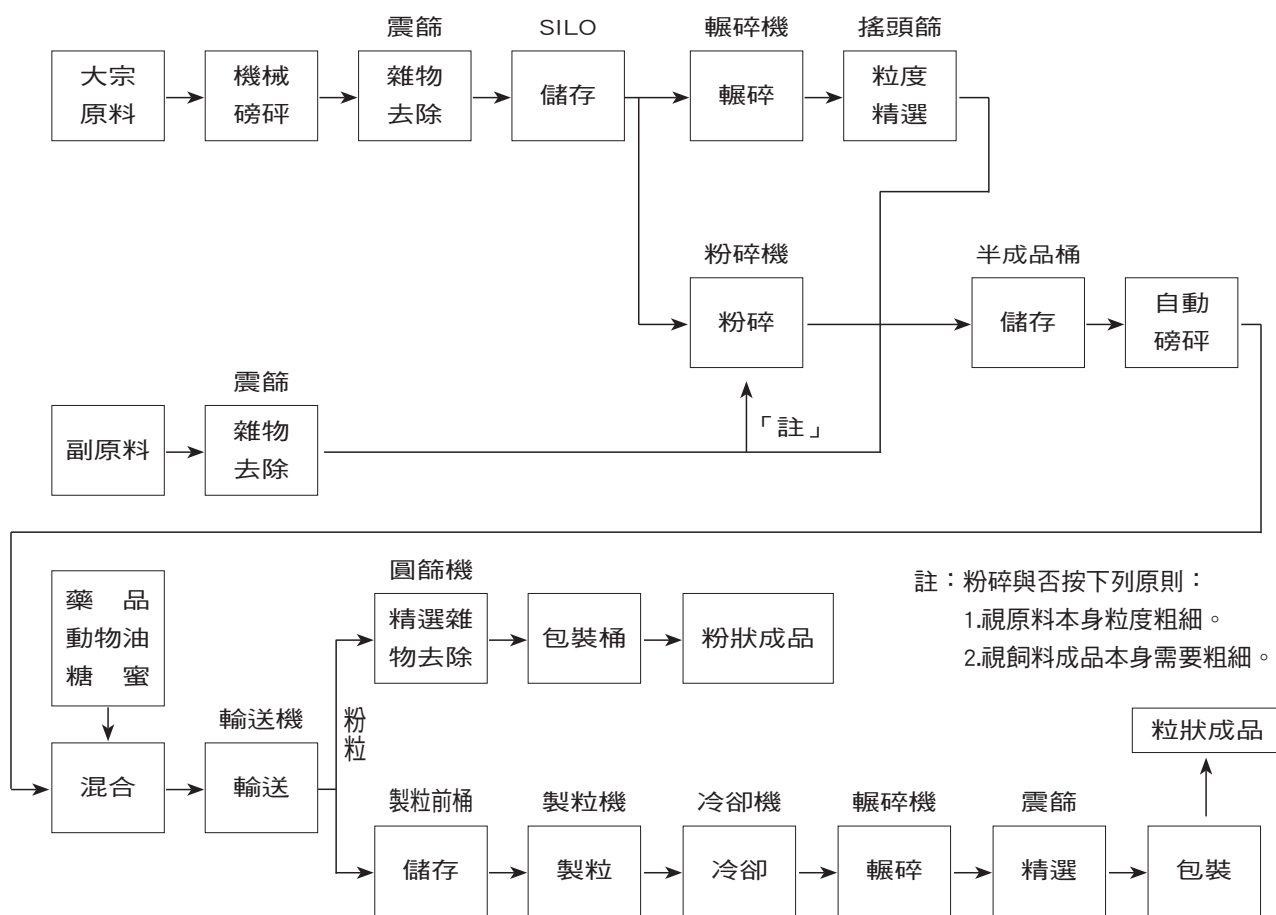 震篩
SILO
輾碎機
搖頭篩
大宗
原料
機械
磅砰
雜物
去除
儲存
輾碎
粒度
精選
粉碎機
半成品桶
粉碎
儲存
自動
磅砰
震篩
「註」
副原料
雜物
去除
圓篩機
註：粉碎與否按下列原則：
1.視原料本身粒度粗細。
2.視飼料成品本身需要粗細。
藥 品
動物油
糖 蜜
精選雜
物去除
包裝桶
粉狀成品
輸送機
粉
粒
粒狀成品
混合
輸送
製粒前桶
製粒機
冷卻機
輾碎機
震篩
儲存
製粒
冷卻
輾碎
精選
包裝